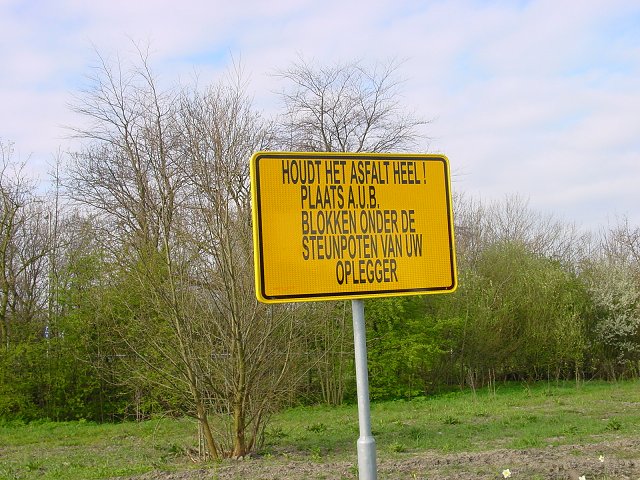 HOUDT HET ASFALT HEEL !
PLAATS A.U.B.
BLOKKEN ONDER DE
STEUNPOTEN VAN UW
OPLEGGER